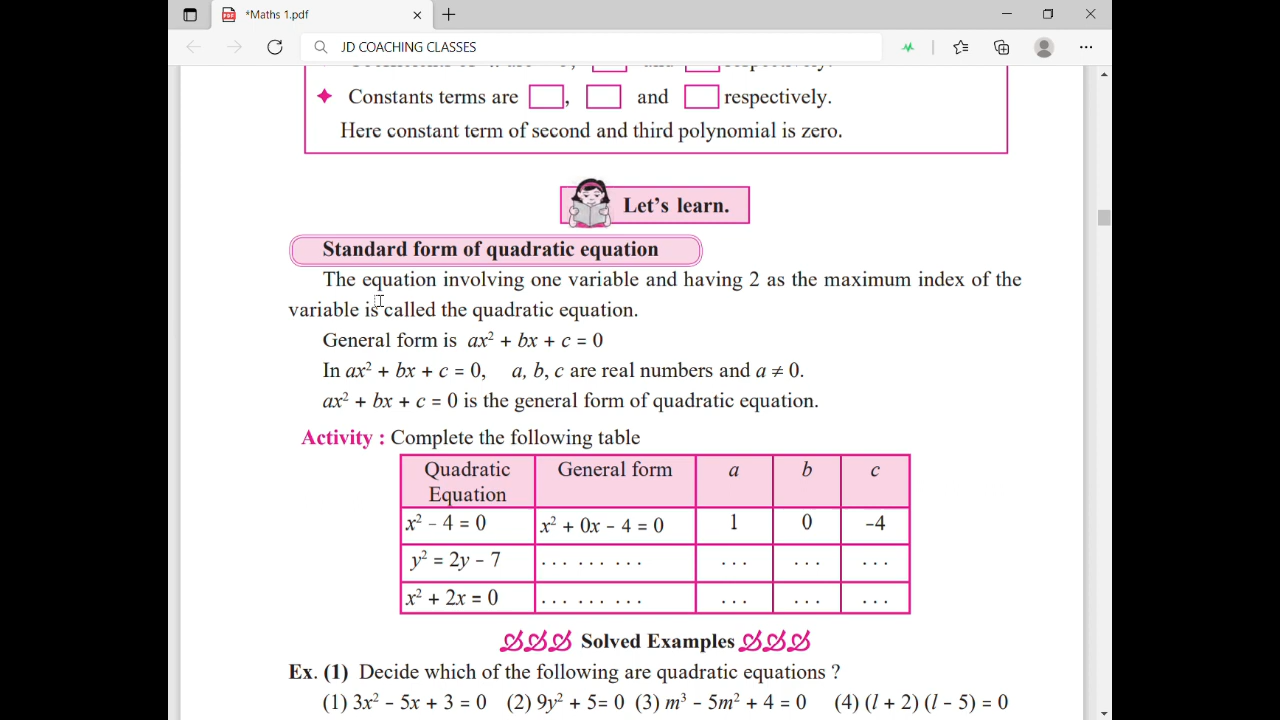 *Maths 1.pdf
JD COACHING CLASSES
Constants terms are , and respectively.
Here constant term of second and third polynomial is zero.
Let's learn.
Standard form of quadratic equation
The equation involving one variable and having 2 as the maximum index of the
variable is called the quadratic equation.
General form is ax² + bx + c = 0
In ax² + bx + c = 0, a, b, c are real numbers and a ≠ 0.
ax² + bx + c = 0 is the general form of quadratic equation.
Activity : Complete the following table
Quadratic Equation General form a b c
x² – 4 = 0 x² + 0x – 4 = 0 1 0 –4
y² = 2y – 7 ... ... ... ... ... ...
x² + 2x = 0 ... ... ... ... ... ...
Solved Examples
Ex. (1) Decide which of the following are quadratic equations ?
(1) 3x² – 5x + 3 = 0 (2) 9y² + 5= 0 (3) m³ – 5m² + 4 = 0 (4) (l + 2) (l – 5) = 0